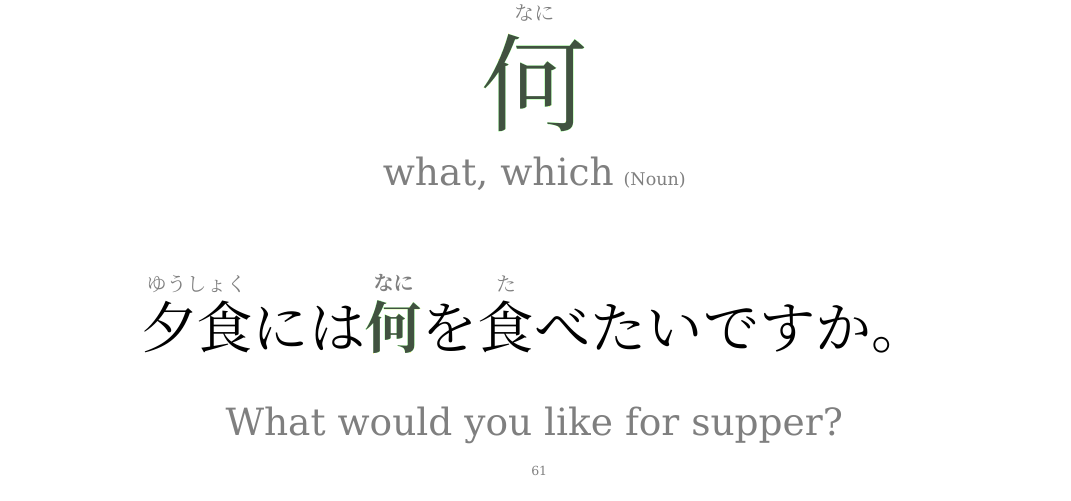 なに
何
what, which (Noun)
ゆうしょく なに た
夕食には何を食べたいですか。
What would you like for supper?
61